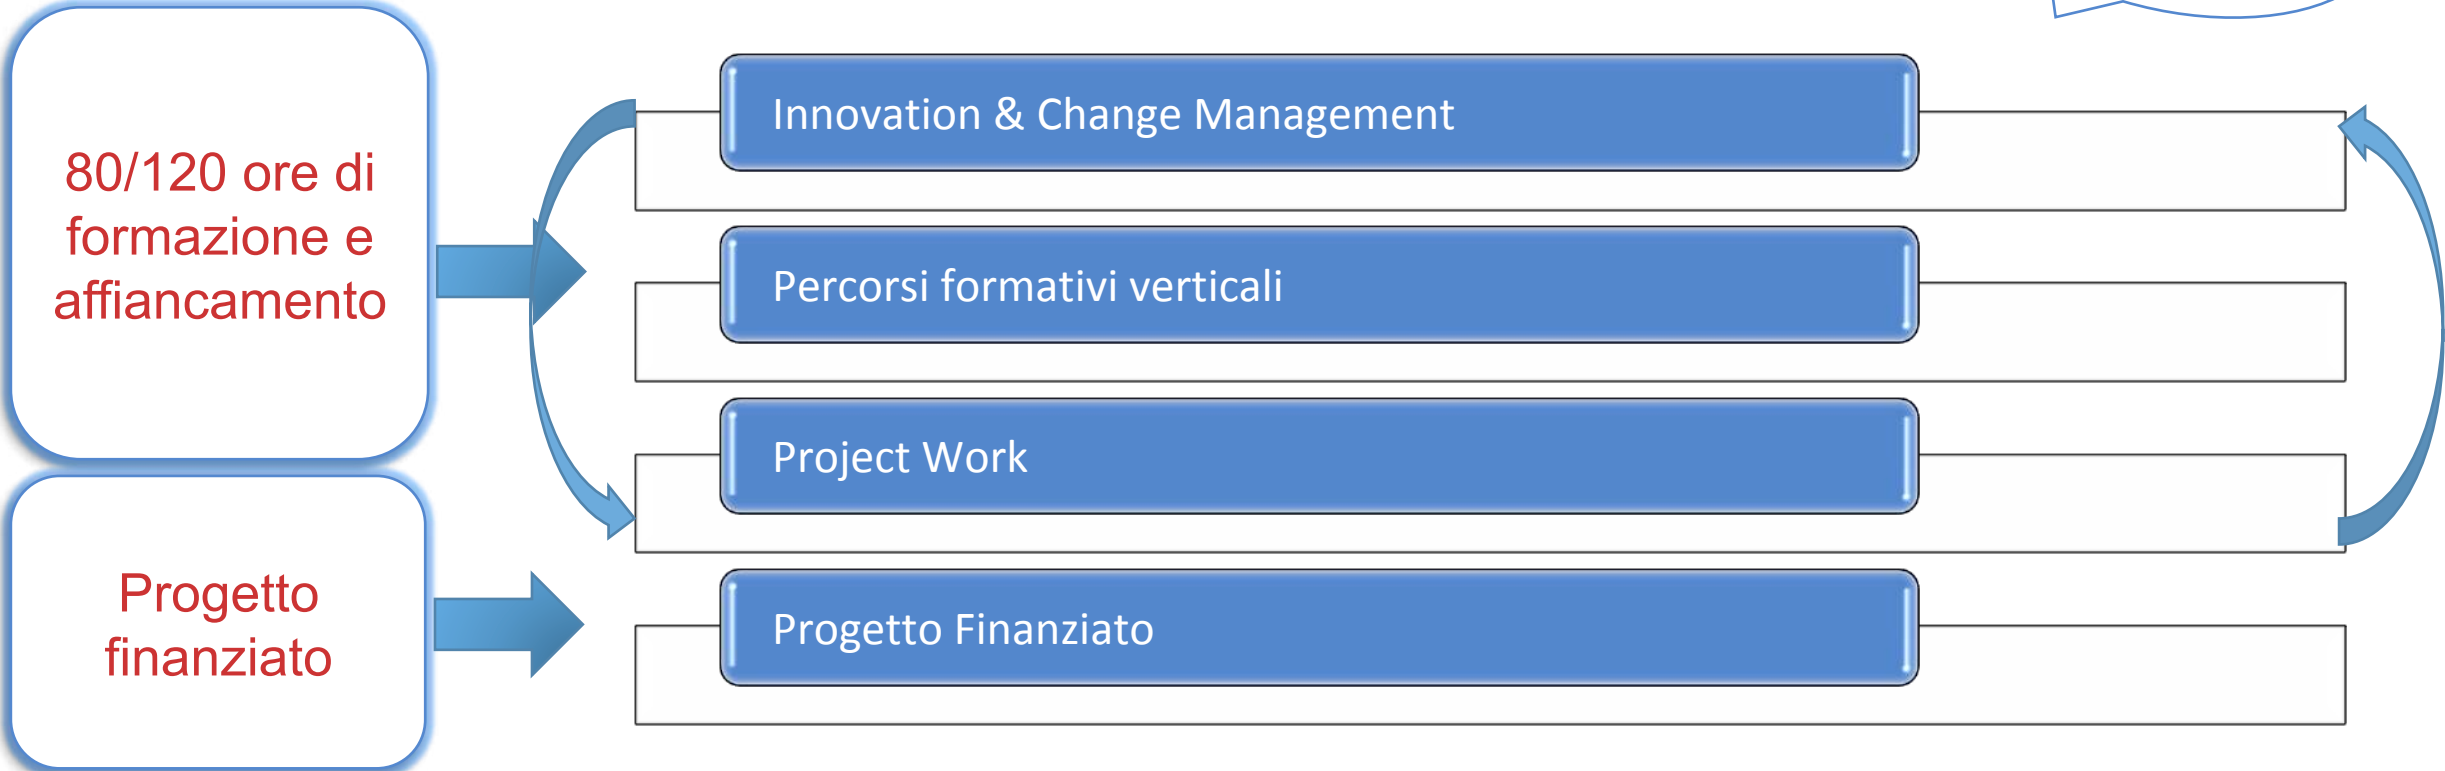 80/120 ore di
formazione e
affiancamento
Innovation & Change Management
Percorsi formativi verticali
Project Work
Progetto
finanziato
Progetto Finanziato